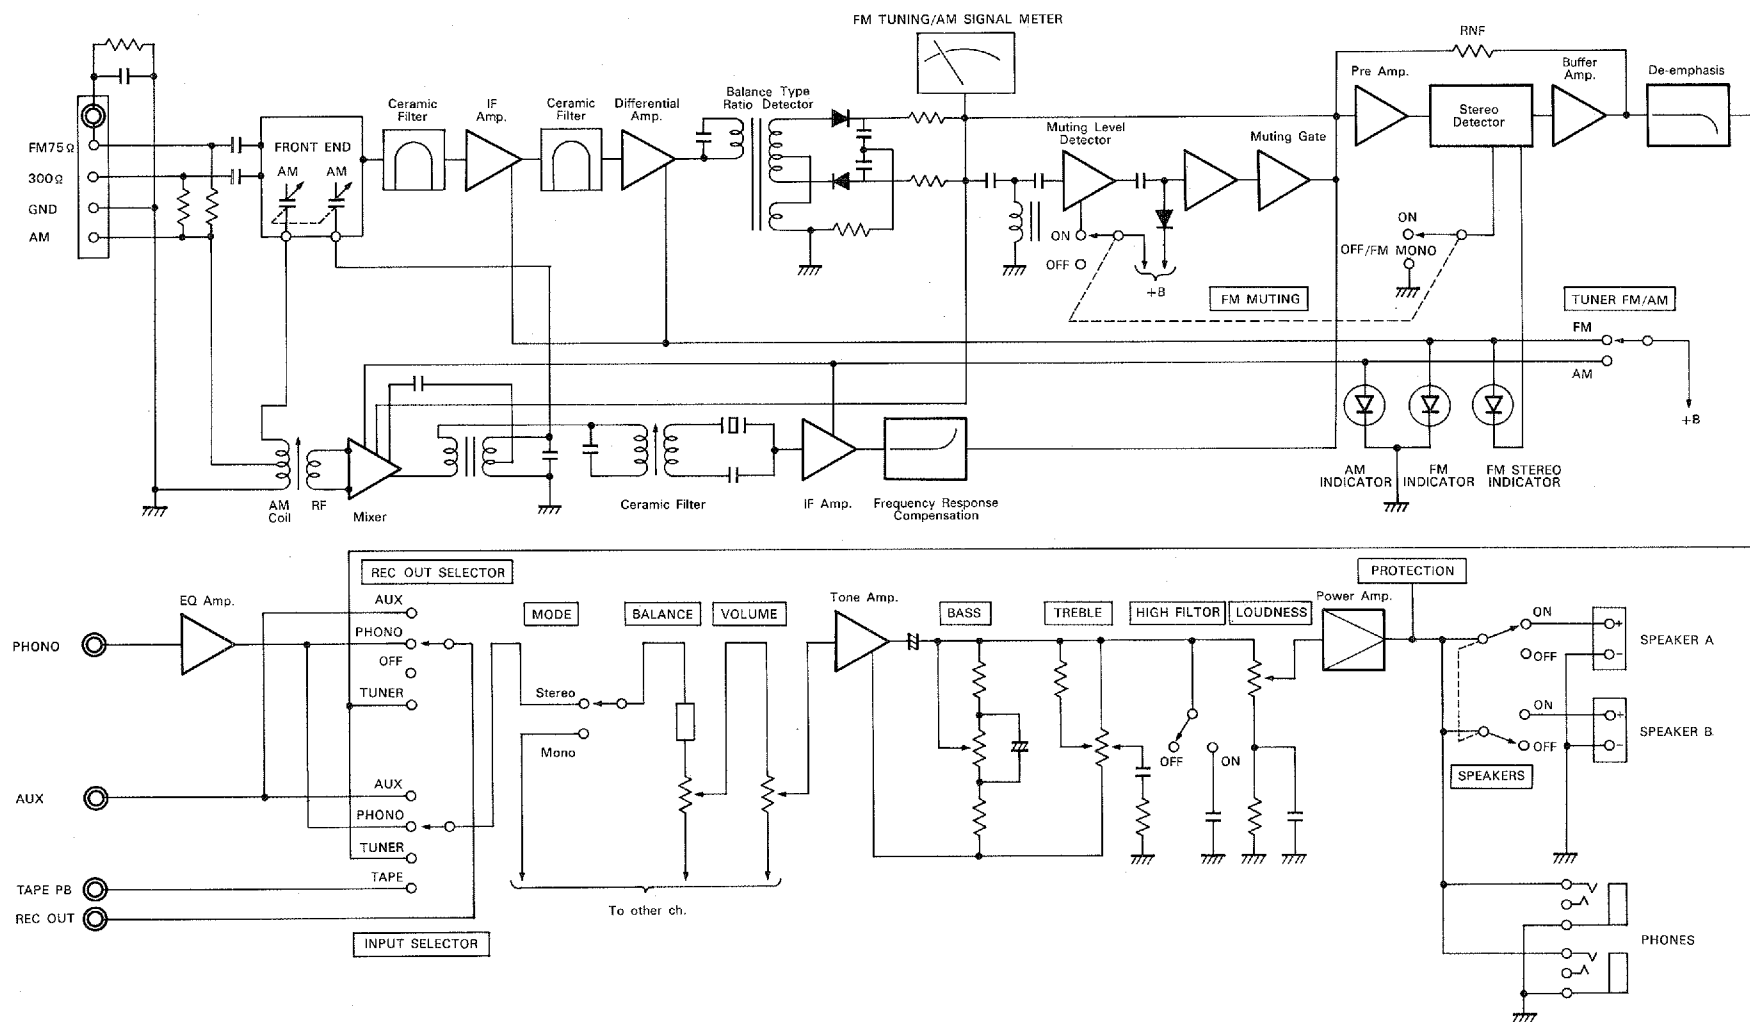 FM TUNING/AM SIGNAL METER
RNF
Pre Amp.
Buffer
Amp.
De-emphasis
Ceramic
Filter
IF
Amp.
Ceramic
Filter
Differential
Amp.
Balance Type
Ratio Detector
Stereo
Detector
Muting Level
Detector
Muting Gate
FM75Ω
300Ω
GND
AM
FRONT END
AM
AM
ON
OFF
+B
FM MUTING
ON
OFF/FM MONO
TUNER FM/AM
FM
AM
+B
AM
Coil
RF
Mixer
Ceramic Filter
IF Amp.
Frequency Response
Compensation
AM
INDICATOR
FM
INDICATOR
FM STEREO
INDICATOR
REC OUT SELECTOR
PROTECTION
EQ Amp.
AUX
MODE
BALANCE
VOLUME
Tone Amp.
BASS
TREBLE
HIGH FILTOR
LOUDNESS
Power Amp.
ON
PHONO
PHONO
OFF
TUNER
Stereo
Mono
OFF
SPEAKER A
ON
OFF
SPEAKER B
OFF
ON
SPEAKERS
+
−
+
−
AUX
AUX
PHONO
TUNER
TAPE
TAPE PB
REC OUT
To other ch.
INPUT SELECTOR
PHONES